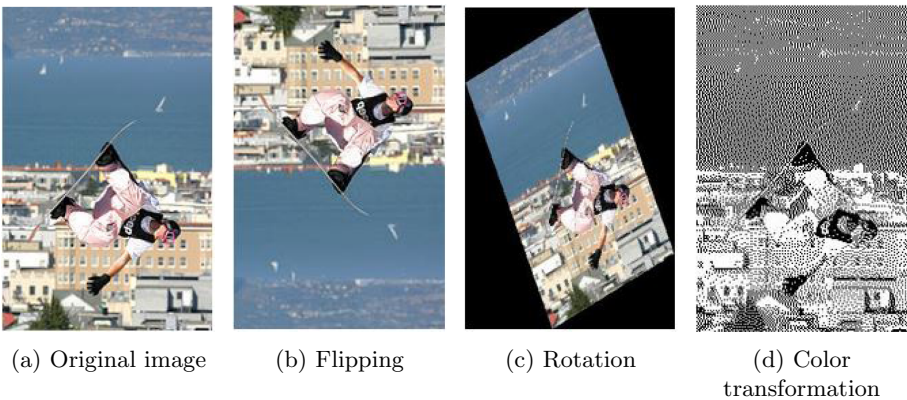 (a) Original image
(b) Flipping
(c) Rotation
(d) Color
transformation